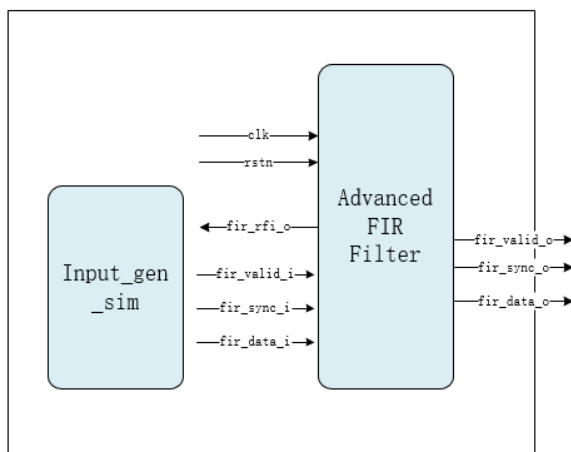 clk
rstn
Advanced
FIR
Filter
fir_rfi_o
Input_gen
_sim
fir_valid_i
fir_sync_i
fir_data_i
fir_valid_o
fir_sync_o
fir_data_o